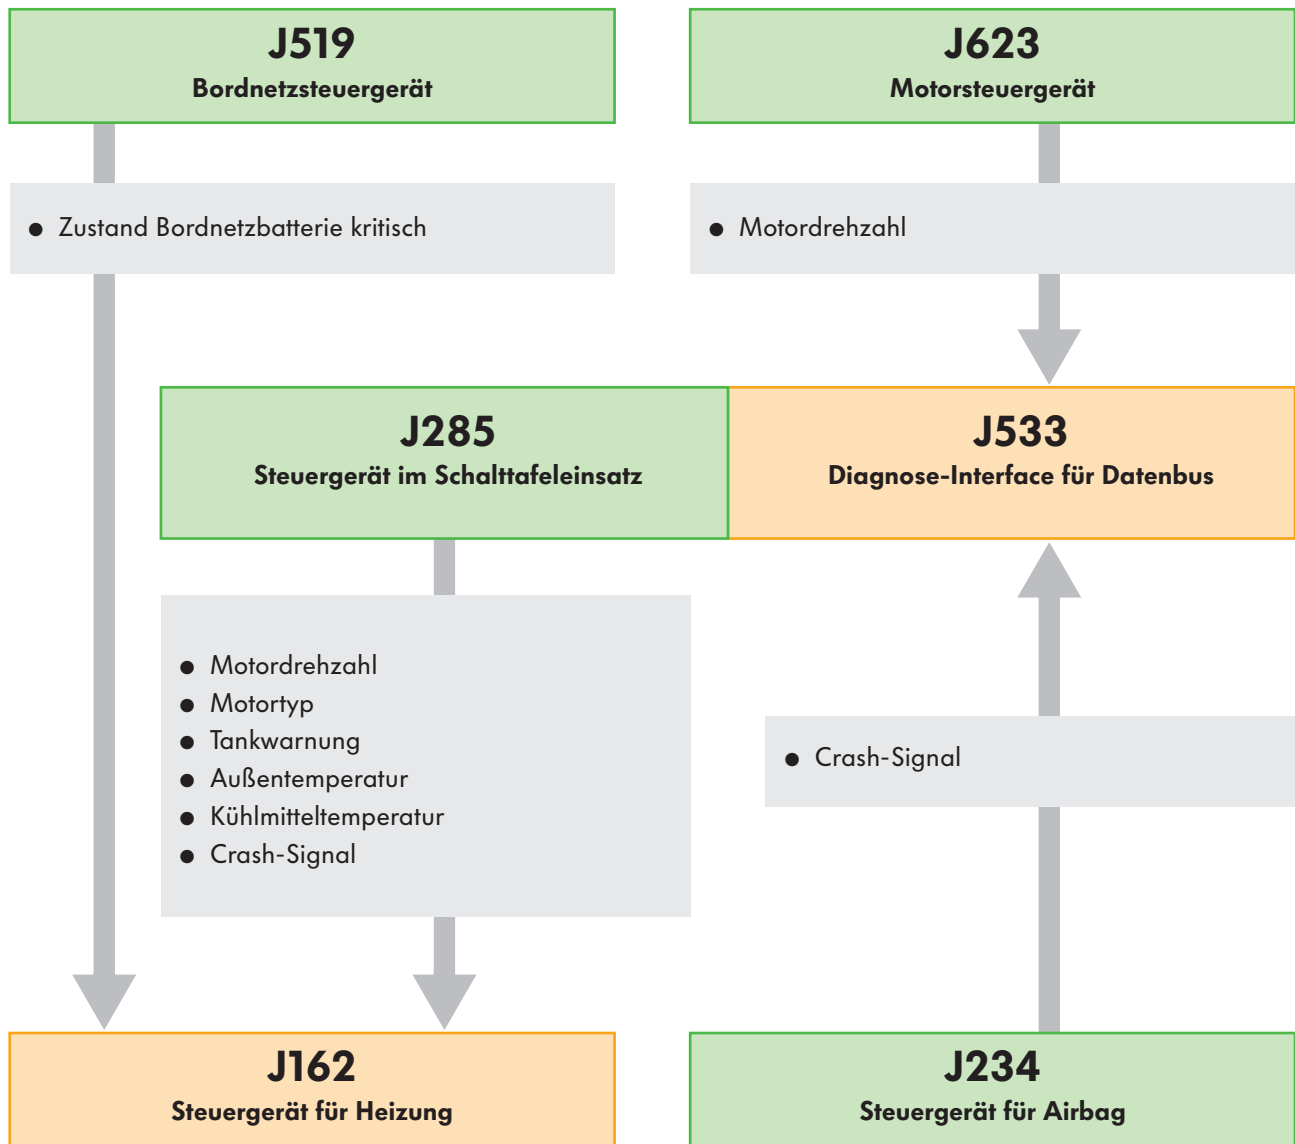 J519
Bordnetzsteuergerät
J623
Motorsteuergerät
● Zustand Bordnetzbatterie kritisch
● Motordrehzahl
J285
Steuergerät im Schalttafeleinsatz
J533
Diagnose-Interface für Datenbus
● Motordrehzahl
● Motortyp
● Tankwarnung
● Außentemperatur
● Kühlmitteltemperatur
● Crash-Signal
● Crash-Signal
J162
Steuergerät für Heizung
J234
Steuergerät für Airbag